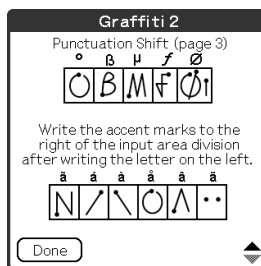 Graffiti 2
Punctuation Shift (page 3)
° ß µ ƒ Ø
Write the accent marks to the
right of the input area division
after writing the letter on the left.
ã á à å â ä
Done